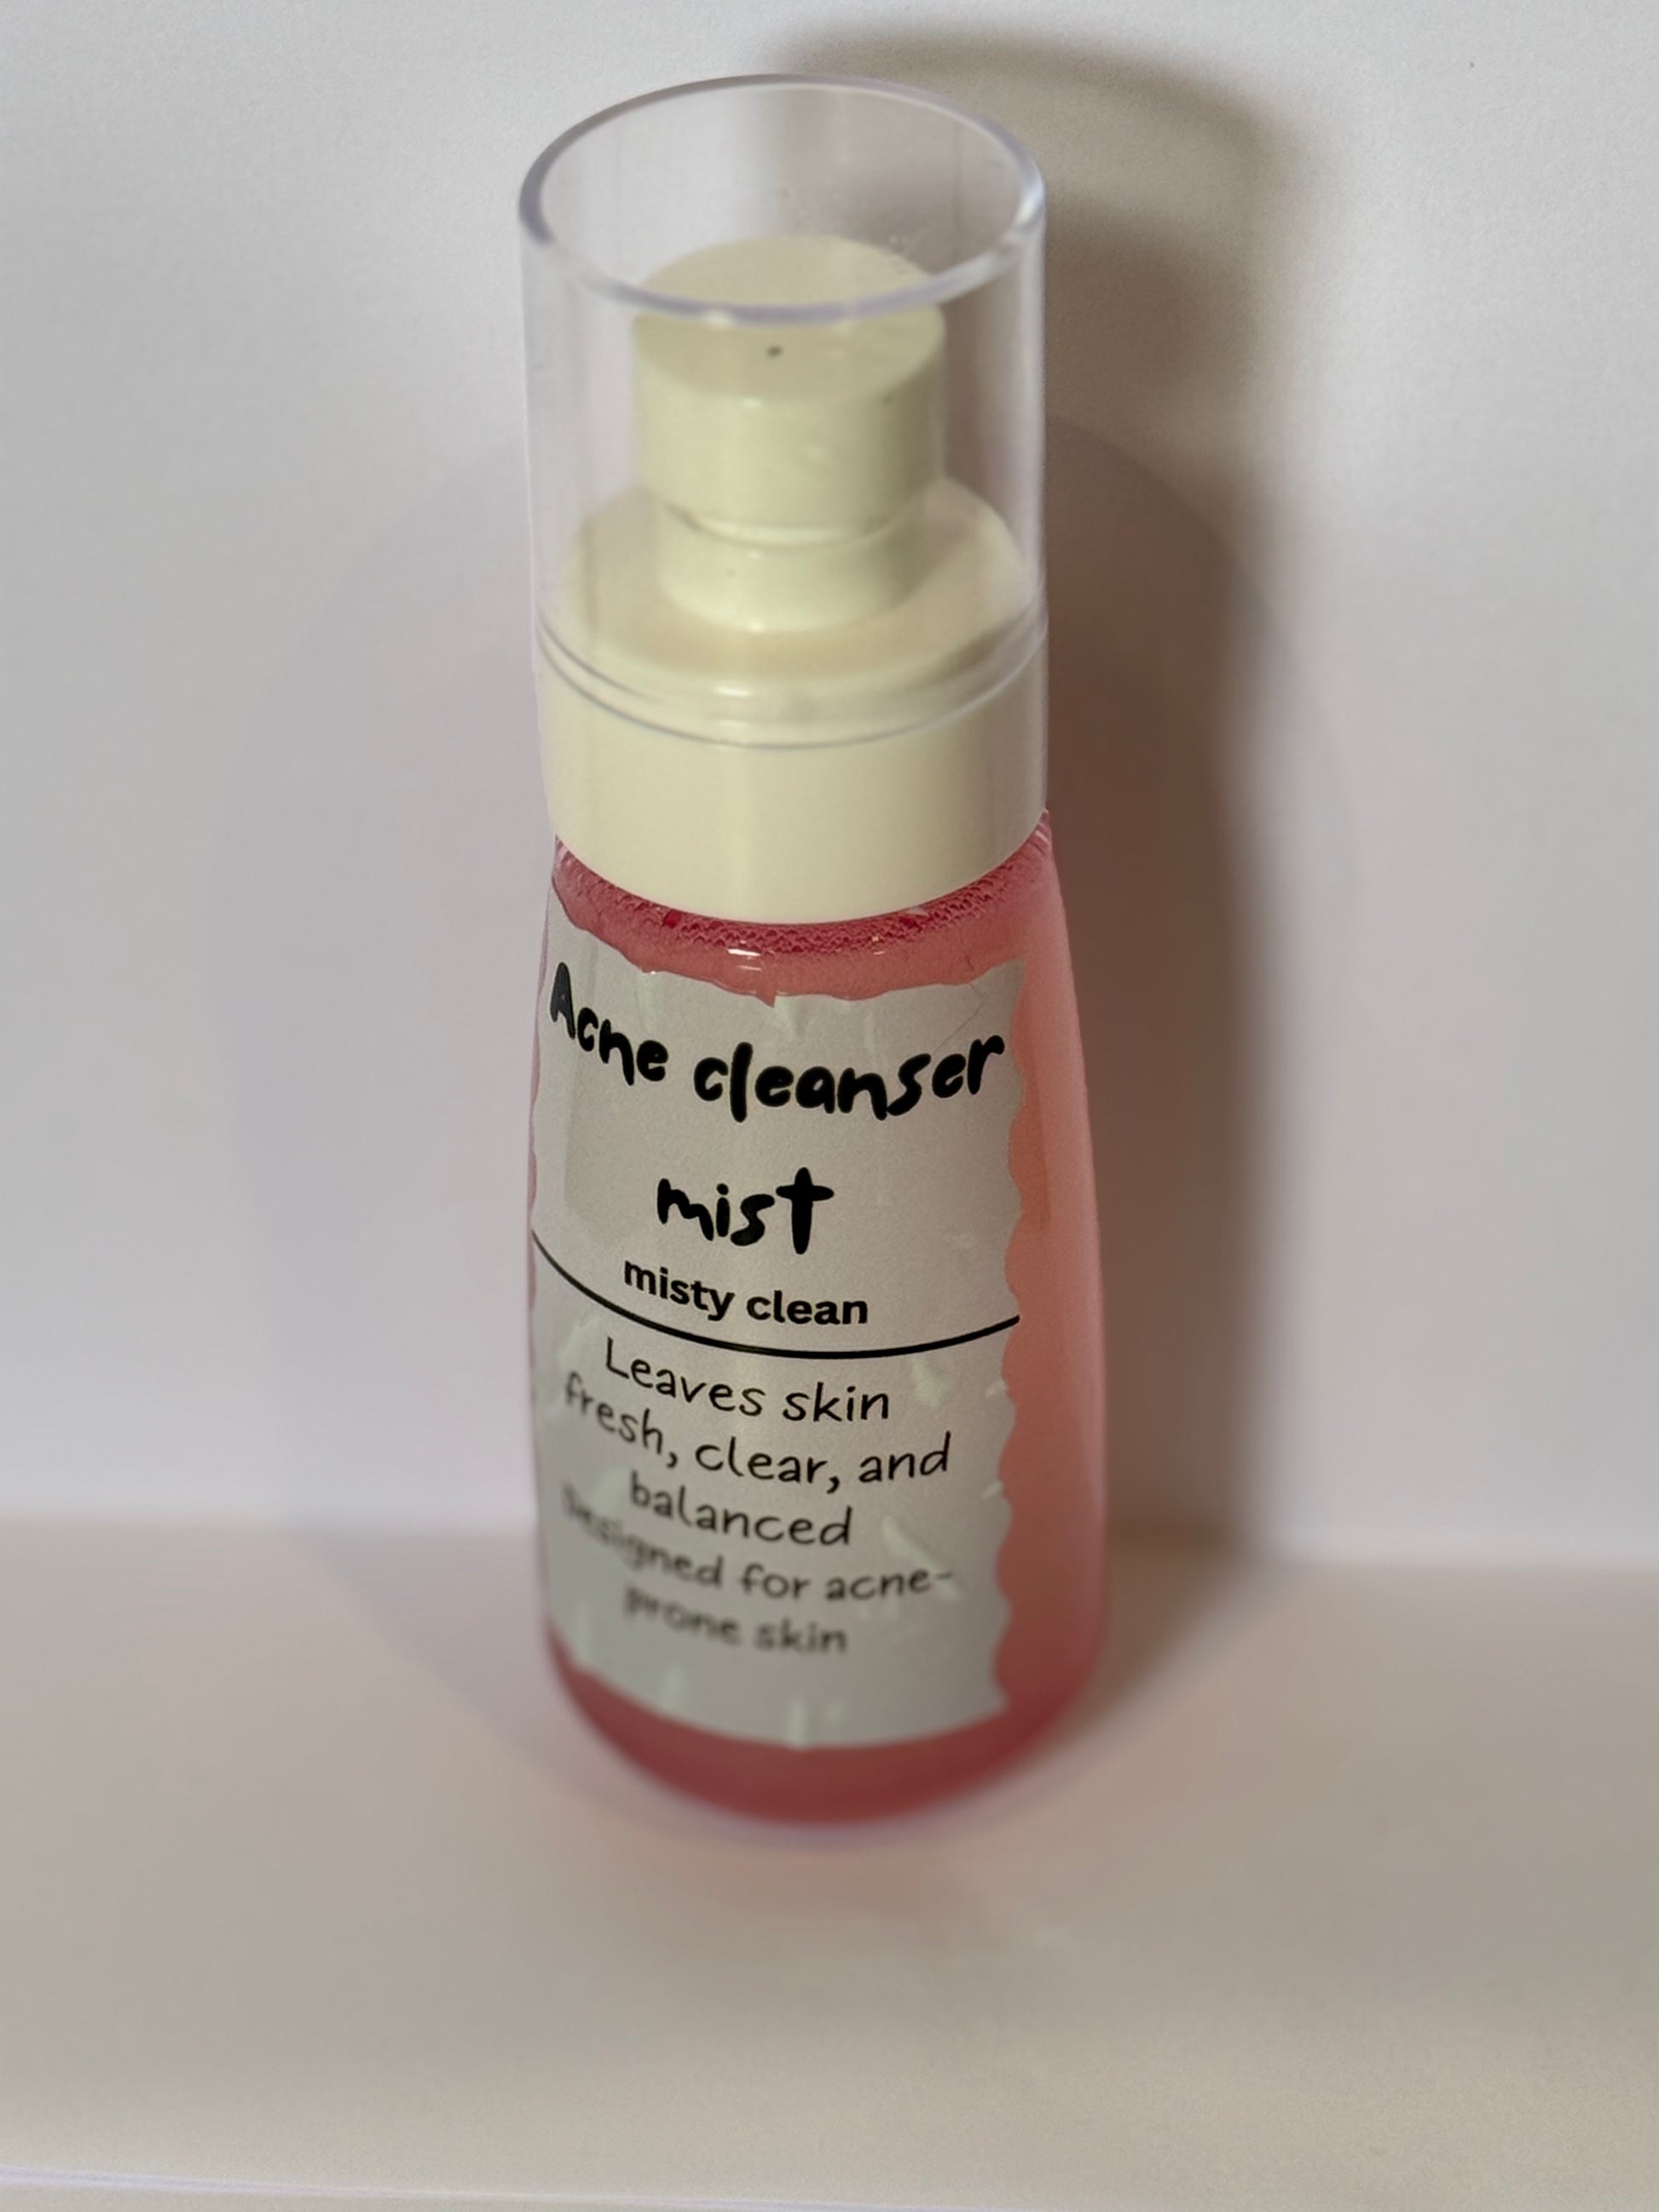 Acne cleanser
mist
misty clean
Leaves skin
fresh, clear, and
balanced
Designed for acne-
prone skin